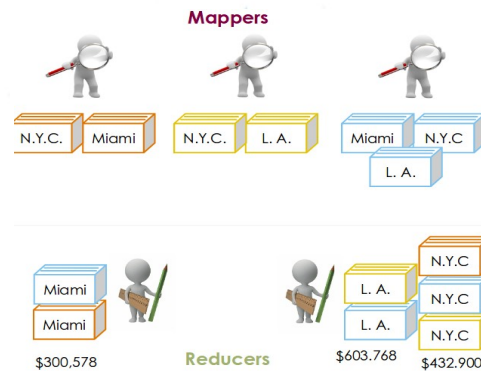 Mappers
N.Y.C.
Miami
N.Y.C.
L. A.
Miami
N.Y.C
L. A.
Miami
Miami
$300,578
Reducers
L. A.
L. A.
$603.768
N.Y.C
N.Y.C
N.Y.C
$432.900